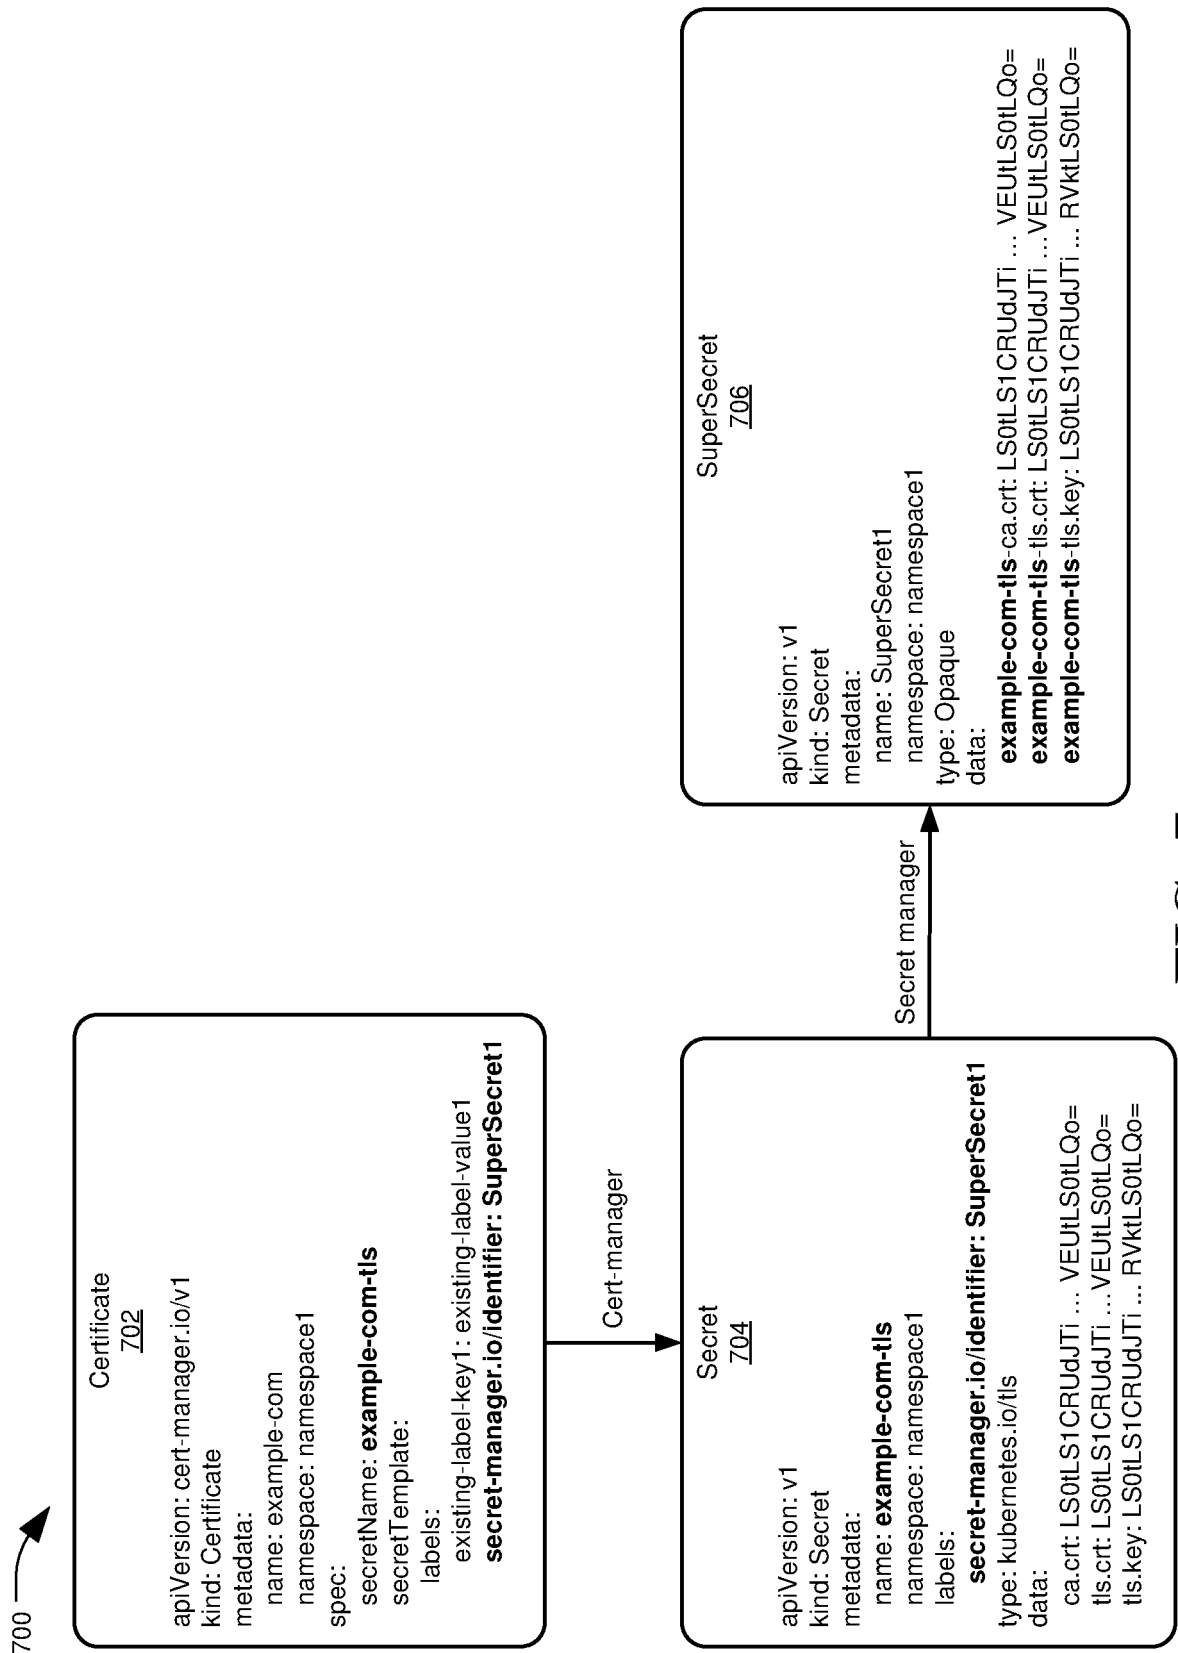 700
Certificate
702
apiVersion: cert-manager.io/v1
kind: Certificate
metadata:
name: example-com
namespace: namespace1
spec:
secretName: example-com-tls
secretTemplate:
labels:
existing-label-key1: existing-label-value1
secret-manager.io/identifier: SuperSecret1
Cert-manager
Secret
704
apiVersion: v1
kind: Secret
metadata:
name: example-com-tls
namespace: namespace1
labels:
secret-manager.io/identifier: SuperSecret1
type: kubernetes.io/tls
data:
ca.crt: LS0tLS1CRUdJTi ... VEUtLS0tLQo=
tls.crt: LS0tLS1CRUdJTi ...VEUtLS0tLQo=
tls.key: LS0tLS1CRUdJTi ... RVktLS0tLQo=
Secret manager
SuperSecret
706
apiVersion: v1
kind: Secret
metadata:
name: SuperSecret1
namespace: namespace1
type: Opaque
data:
example-com-tls-ca.crt: LS0tLS1CRUdJTi ... VEUtLS0tLQo=
example-com-tls-tls.crt: LS0tLS1CRUdJTi ...VEUtLS0tLQo=
example-com-tls-tls.key: LS0tLS1CRUdJTi ... RVktLS0tLQo=